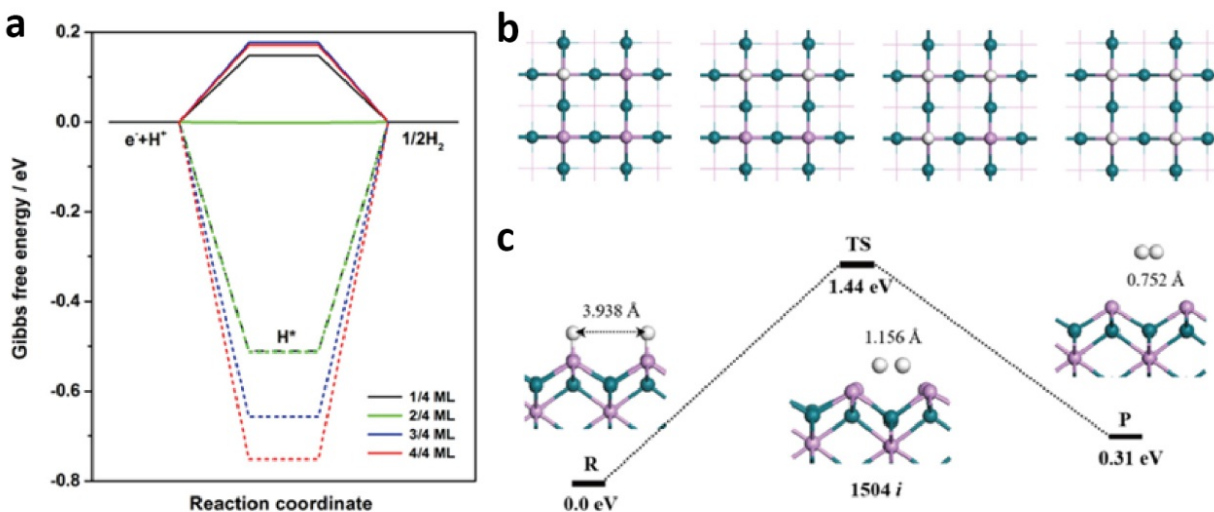 a
Gibbs free energy / eV
0.2
0.0
-0.2
-0.4
-0.6
-0.8
e⁻+H⁺
1/2H₂
H*
1/4 ML
2/4 ML
3/4 ML
4/4 ML
Reaction coordinate
b
c
TS
1.44 eV
3.938 Å
1.156 Å
0.752 Å
R
0.0 eV
1504 i
P
0.31 eV